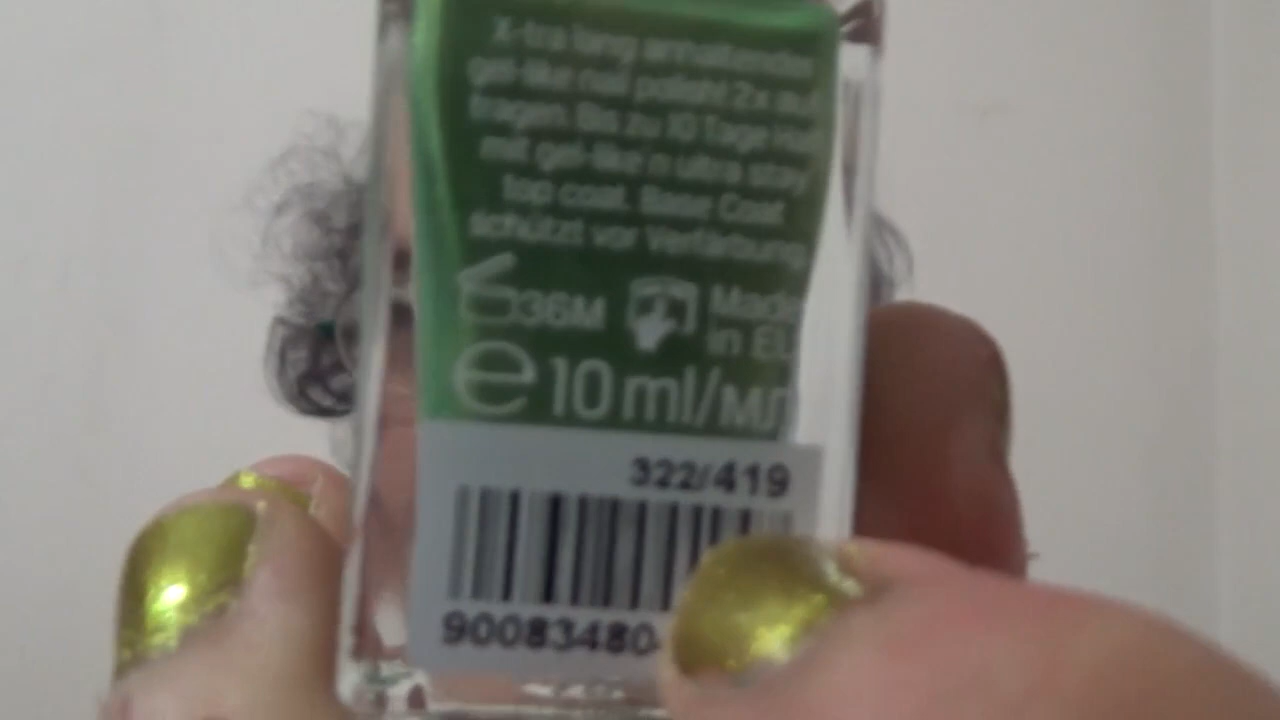 X-tra lang anhaltender
gel-like nail polish! 2x auf
tragen. Bis zu 10 Tage Hal
mit gel-like'n ultra stay
top coat. Base Coat
schützt vor Verfärbung
36M
Made
in EU
e 10 ml/мл
322/419
90083480